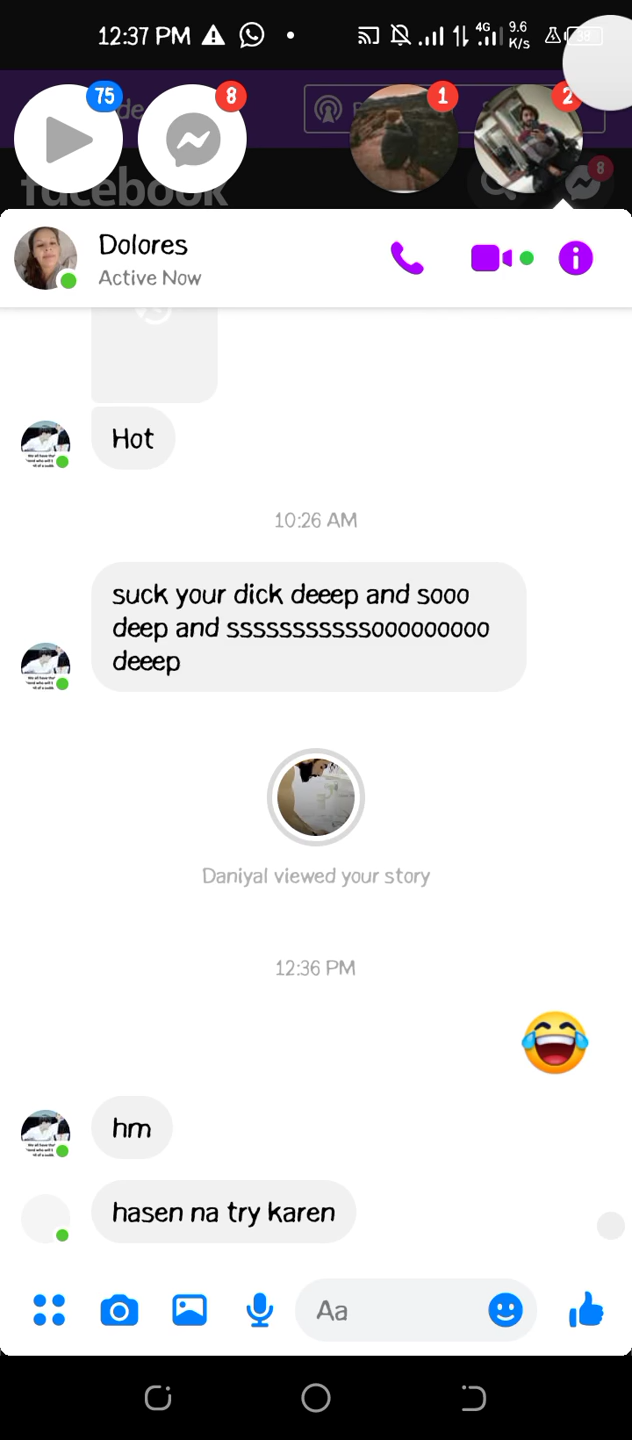 12:37 PM
4G 9.6 K/s
75
8
1
2
de
facebook
8
Dolores
Active Now
Hot
10:26 AM
suck your dick deeep and sooo
deep and sssssssssssooooooooo
deeep
Daniyal viewed your story
12:36 PM
hm
hasen na try karen
Aa